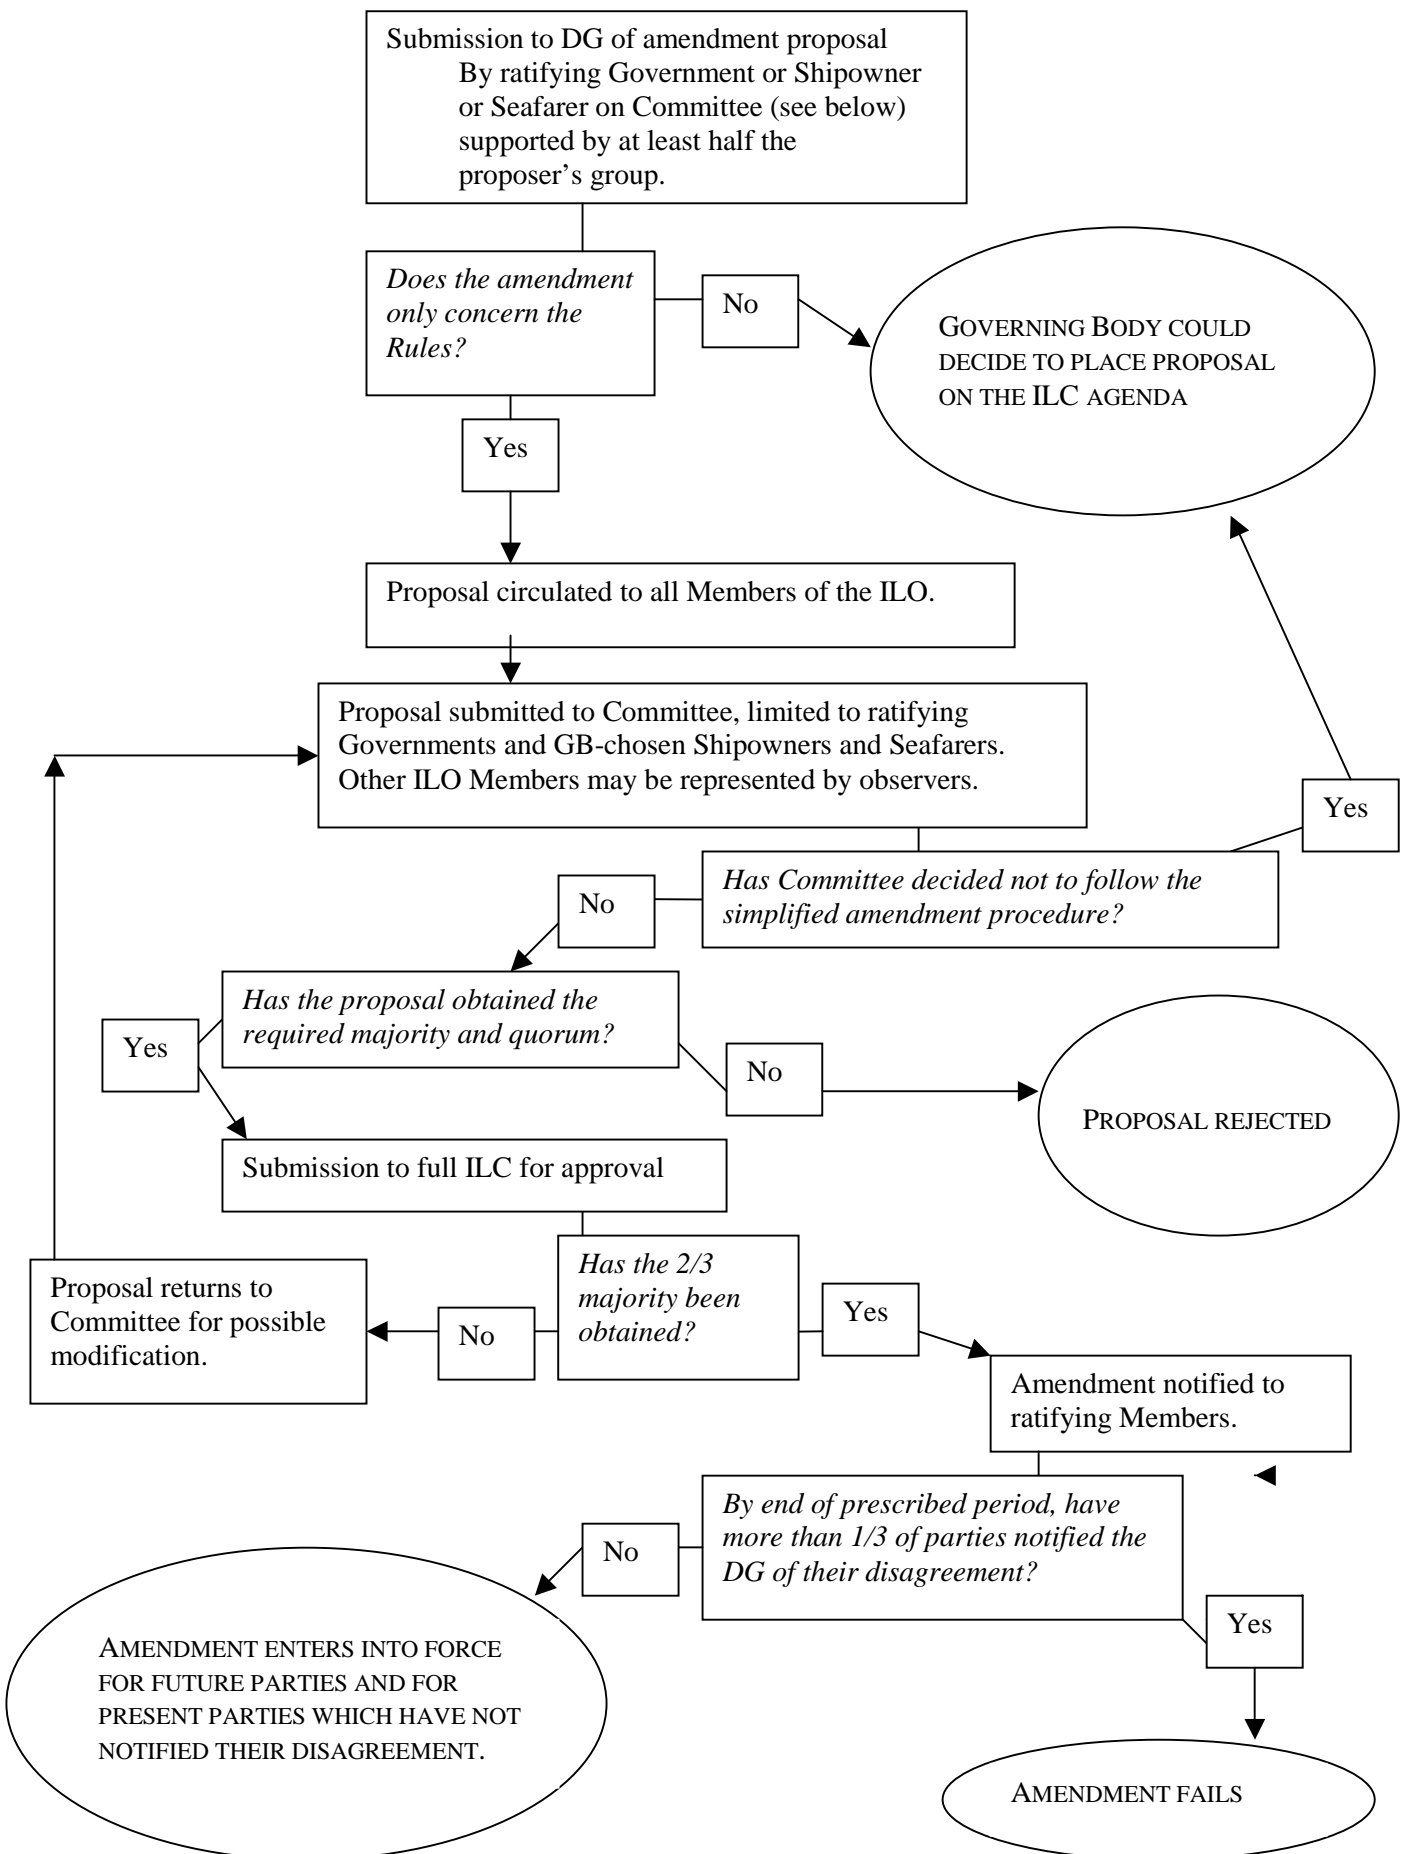 Submission to DG of amendment proposal
By ratifying Government or Shipowner
or Seafarer on Committee (see below)
supported by at least half the
proposer’s group.
Does the amendment
only concern the
Rules?
No
GOVERNING BODY COULD
DECIDE TO PLACE PROPOSAL
ON THE ILC AGENDA
Yes
Proposal circulated to all Members of the ILO.
Proposal submitted to Committee, limited to ratifying
Governments and GB-chosen Shipowners and Seafarers.
Other ILO Members may be represented by observers.
Yes
Has Committee decided not to follow the
simplified amendment procedure?
No
Has the proposal obtained the
required majority and quorum?
Yes
No
PROPOSAL REJECTED
Submission to full ILC for approval
Has the 2/3
majority been
obtained?
Yes
No
Proposal returns to
Committee for possible
modification.
Amendment notified to
ratifying Members.
By end of prescribed period, have
more than 1/3 of parties notified the
DG of their disagreement?
No
Yes
AMENDMENT ENTERS INTO FORCE
FOR FUTURE PARTIES AND FOR
PRESENT PARTIES WHICH HAVE NOT
NOTIFIED THEIR DISAGREEMENT.
AMENDMENT FAILS